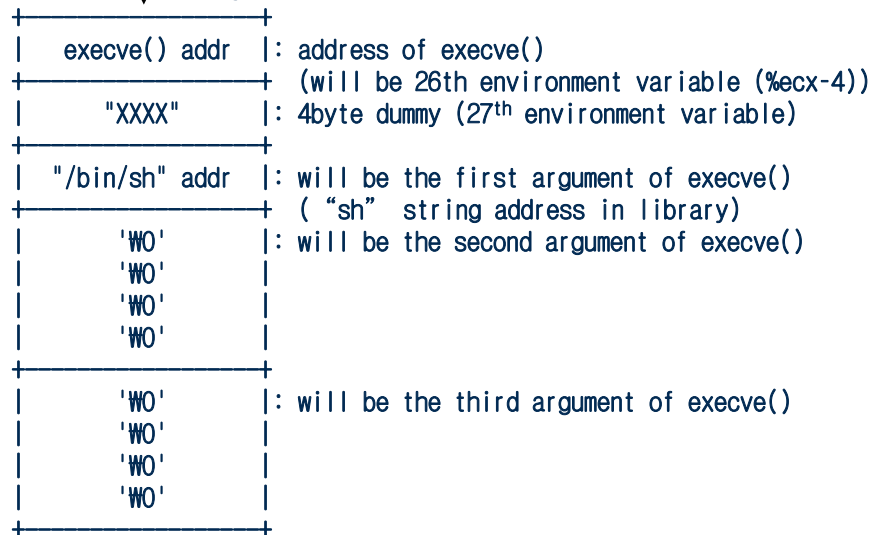 +------------------+
| execve() addr |: address of execve()
+------------------+ (will be 26th environment variable (%ecx-4))
| "XXXX" |: 4byte dummy (27th environment variable)
+------------------+
| "/bin/sh" addr |: will be the first argument of execve()
+------------------+ ( “sh” string address in library)
| '₩0' |: will be the second argument of execve()
| '₩0' |
| '₩0' |
| '₩0' |
+------------------+
| '₩0' |: will be the third argument of execve()
| '₩0' |
| '₩0' |
| '₩0' |
+------------------+